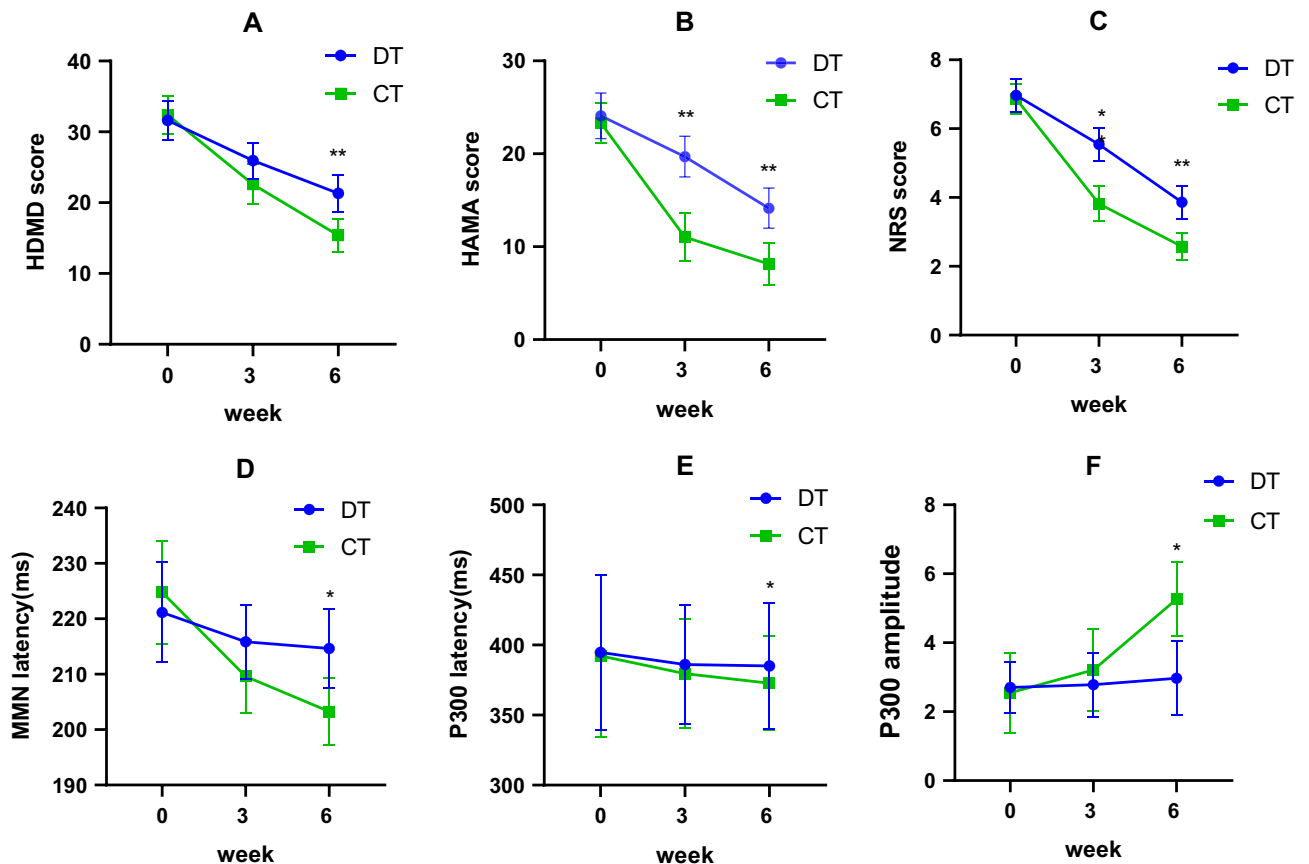 A
DT
CT
HDMD score
40
30
20
10
0
**
0 3 6
week
B
DT
CT
HAMA score
30
20
10
0
**
**
0 3 6
week
C
DT
CT
NRS score
8
6
4
2
0
*
*
**
0 3 6
week
D
DT
CT
MMN latency(ms)
240
230
220
210
200
190
*
0 3 6
week
E
DT
CT
P300 latency(ms)
500
450
400
350
300
*
0 3 6
week
F
DT
CT
P300 amplitude
8
6
4
2
0
*
0 3 6
week